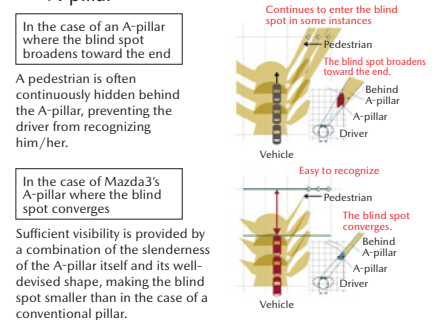 In the case of an A-pillar
where the blind spot
broadens toward the end
A pedestrian is often
continuously hidden behind
the A-pillar, preventing the
driver from recognizing
him/her.
Continues to enter the blind
spot in some instances
Pedestrian
The blind spot broadens
toward the end.
Behind
A-pillar
A-pillar
Driver
Vehicle
In the case of Mazda3's
A-pillar where the blind
spot converges
Sufficient visibility is provided by
a combination of the slenderness
of the A-pillar itself and its well-
devised shape, making the blind
spot smaller than in the case of a
conventional pillar.
Easy to recognize
Pedestrian
The blind spot
converges.
Behind
A-pillar
A-pillar
Driver
Vehicle